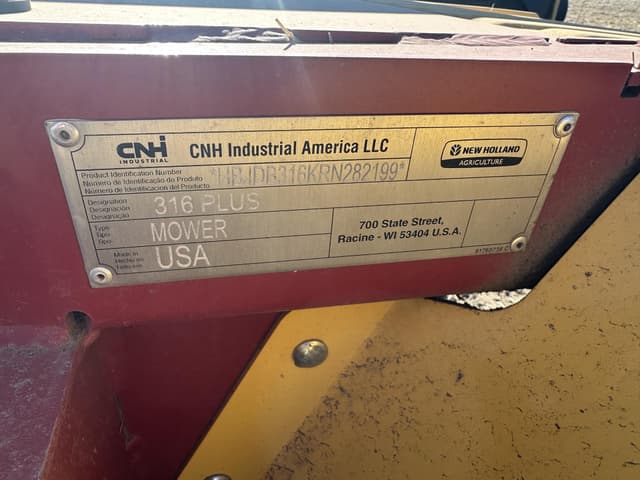 CNH
INDUSTRIAL
CNH Industrial America LLC
NEW HOLLAND
AGRICULTURE
Product Identification Number
Número de Identificação do Produto
Número de Identificación del Producto
316KRN282199*
Designation
Designación
Designação
316 PLUS
Type
Tipo
Tipo
MOWER
Made in
Hecho en
Feito em
USA
700 State Street,
Racine - WI 53404 U.S.A.